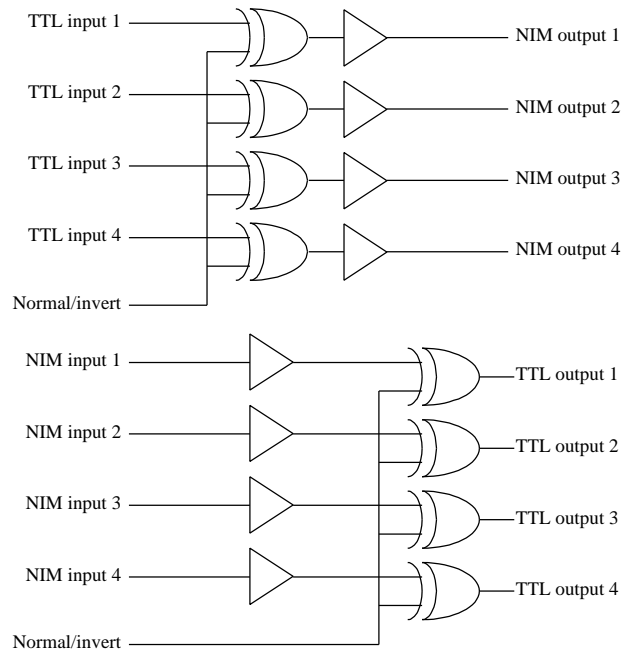 TTL input 1
NIM output 1
TTL input 2
NIM output 2
TTL input 3
NIM output 3
TTL input 4
NIM output 4
Normal/invert
NIM input 1
TTL output 1
NIM input 2
TTL output 2
NIM input 3
TTL output 3
NIM input 4
TTL output 4
Normal/invert